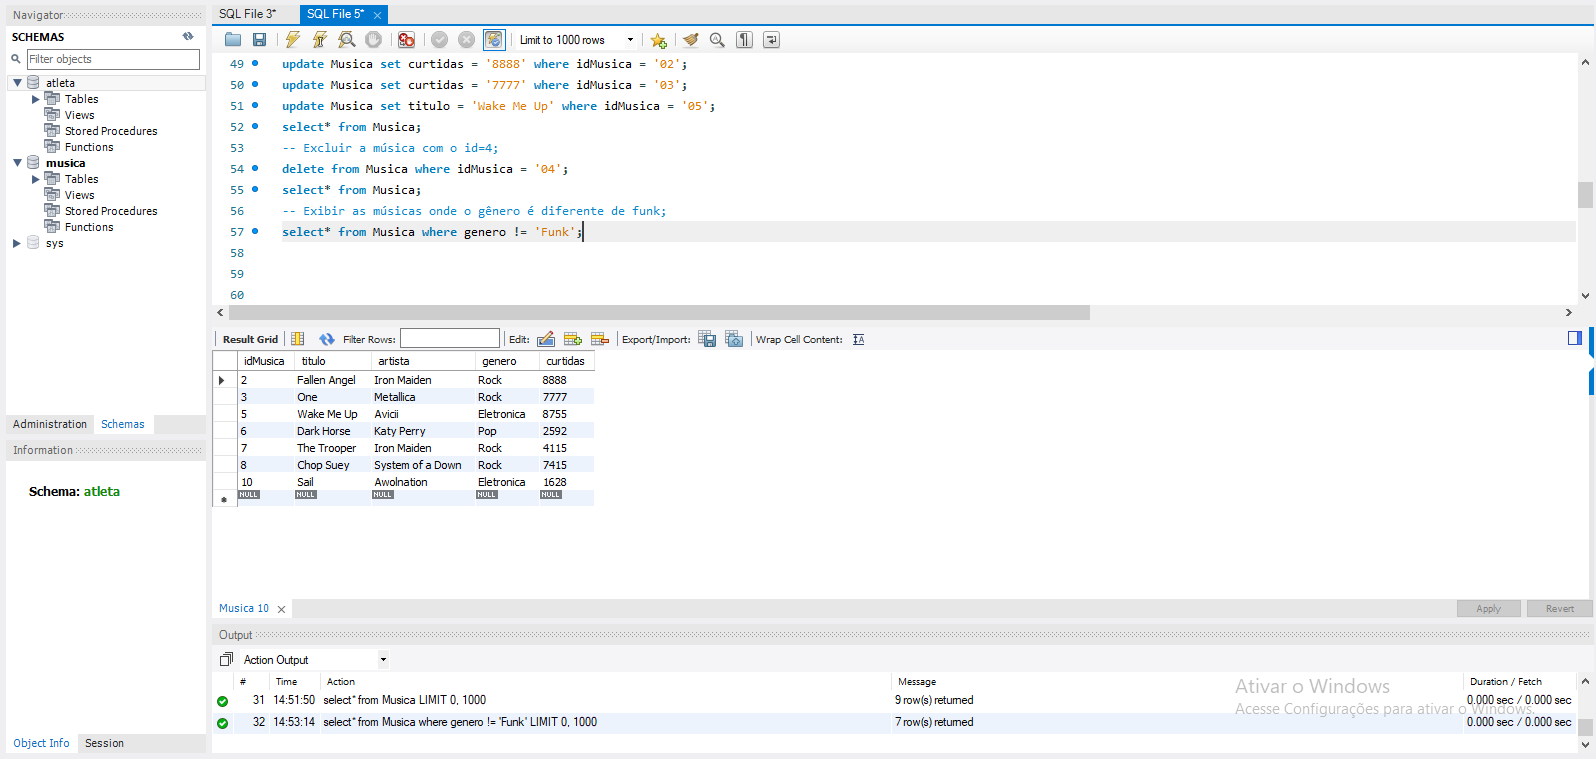 Navigator
SCHEMAS
Filter objects
atleta
Tables
Views
Stored Procedures
Functions
musica
Tables
Views
Stored Procedures
Functions
sys
Administration Schemas
Information
Schema: atleta
Object Info Session
SQL File 3* SQL File 5*
Limit to 1000 rows
49 update Musica set curtidas = '8888' where idMusica = '02';
50 update Musica set curtidas = '7777' where idMusica = '03';
51 update Musica set titulo = 'Wake Me Up' where idMusica = '05';
52 select* from Musica;
53 -- Excluir a música com o id=4;
54 delete from Musica where idMusica = '04';
55 select* from Musica;
56 -- Exibir as músicas onde o gênero é diferente de funk;
57 select* from Musica where genero != 'Funk';
58
59
60
Result Grid Filter Rows: Edit: Export/Import: Wrap Cell Content:
idMusica titulo artista genero curtidas
2 Fallen Angel Iron Maiden Rock 8888
3 One Metallica Rock 7777
5 Wake Me Up Avicii Eletronica 8755
6 Dark Horse Katy Perry Pop 2592
7 The Trooper Iron Maiden Rock 4115
8 Chop Suey System of a Down Rock 7415
10 Sail Awolnation Eletronica 1628
NULL NULL NULL NULL NULL
Musica 10
Apply Revert
Output
Action Output
# Time Action Message Duration / Fetch
31 14:51:50 select* from Musica LIMIT 0, 1000 9 row(s) returned 0.000 sec / 0.000 sec
32 14:53:14 select* from Musica where genero != 'Funk' LIMIT 0, 1000 7 row(s) returned 0.000 sec / 0.000 sec
Ativar o Windows
Acesse Configurações para ativar o Windows.